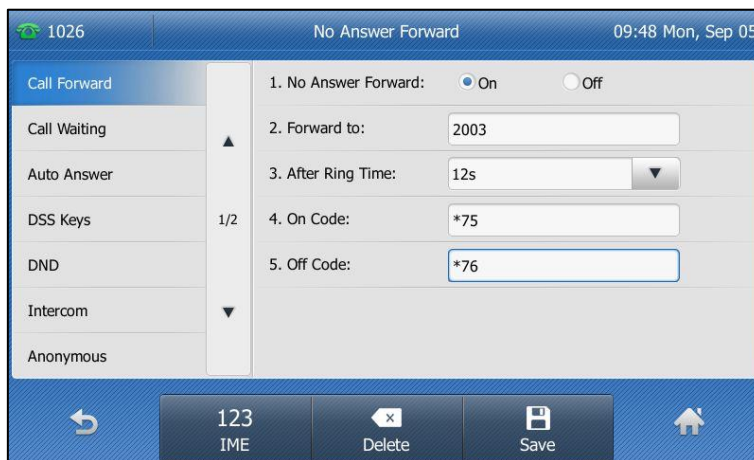 1026 No Answer Forward 09:48 Mon, Sep 05
Call Forward
Call Waiting
Auto Answer
DSS Keys
DND
Intercom
Anonymous
1/2
1. No Answer Forward: On Off
2. Forward to: 2003
3. After Ring Time: 12s
4. On Code: *75
5. Off Code: *76
123
IME
Delete
Save